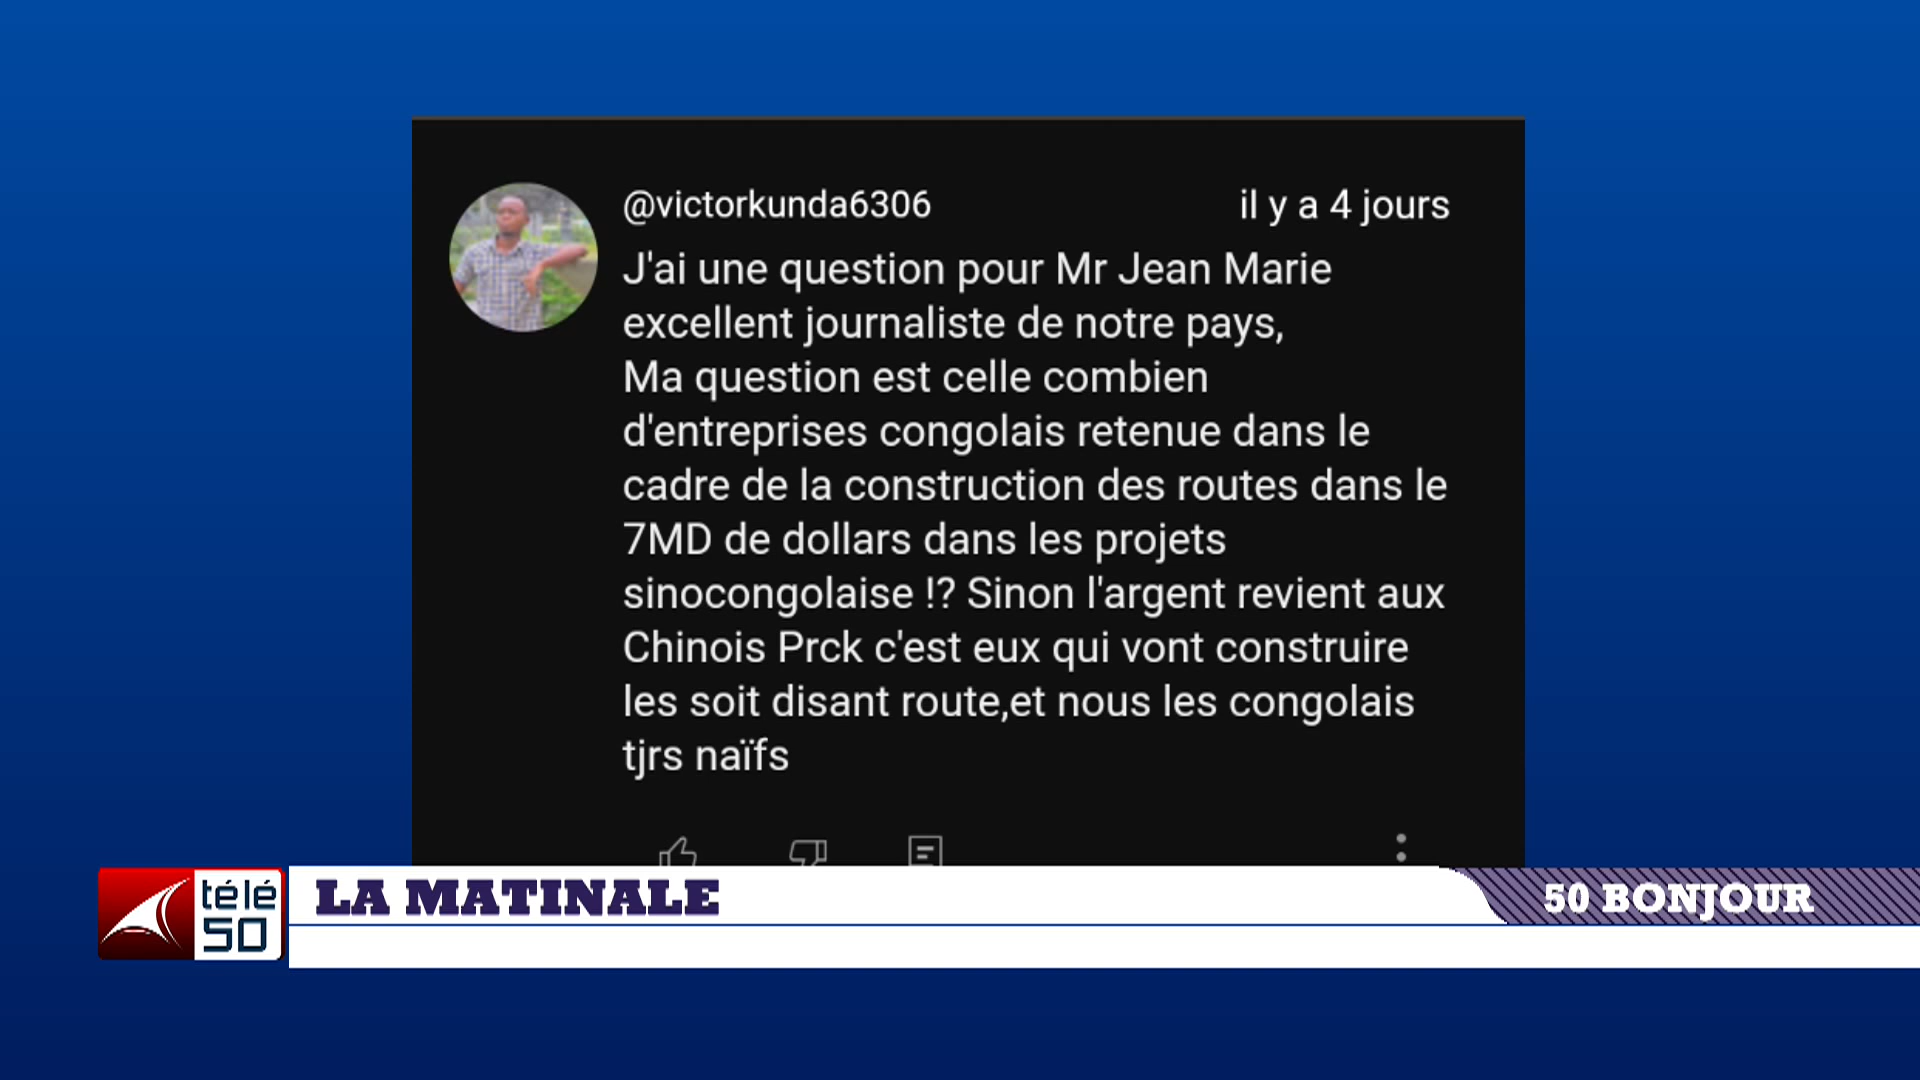 @victorkunda6306 il y a 4 jours
J'ai une question pour Mr Jean Marie
excellent journaliste de notre pays,
Ma question est celle combien
d'entreprises congolais retenue dans le
cadre de la construction des routes dans le
7MD de dollars dans les projets
sinocongolaise !? Sinon l'argent revient aux
Chinois Prck c'est eux qui vont construire
les soit disant route,et nous les congolais
tjrs naïfs
télé
50
LA MATINALE
50 BONJOUR